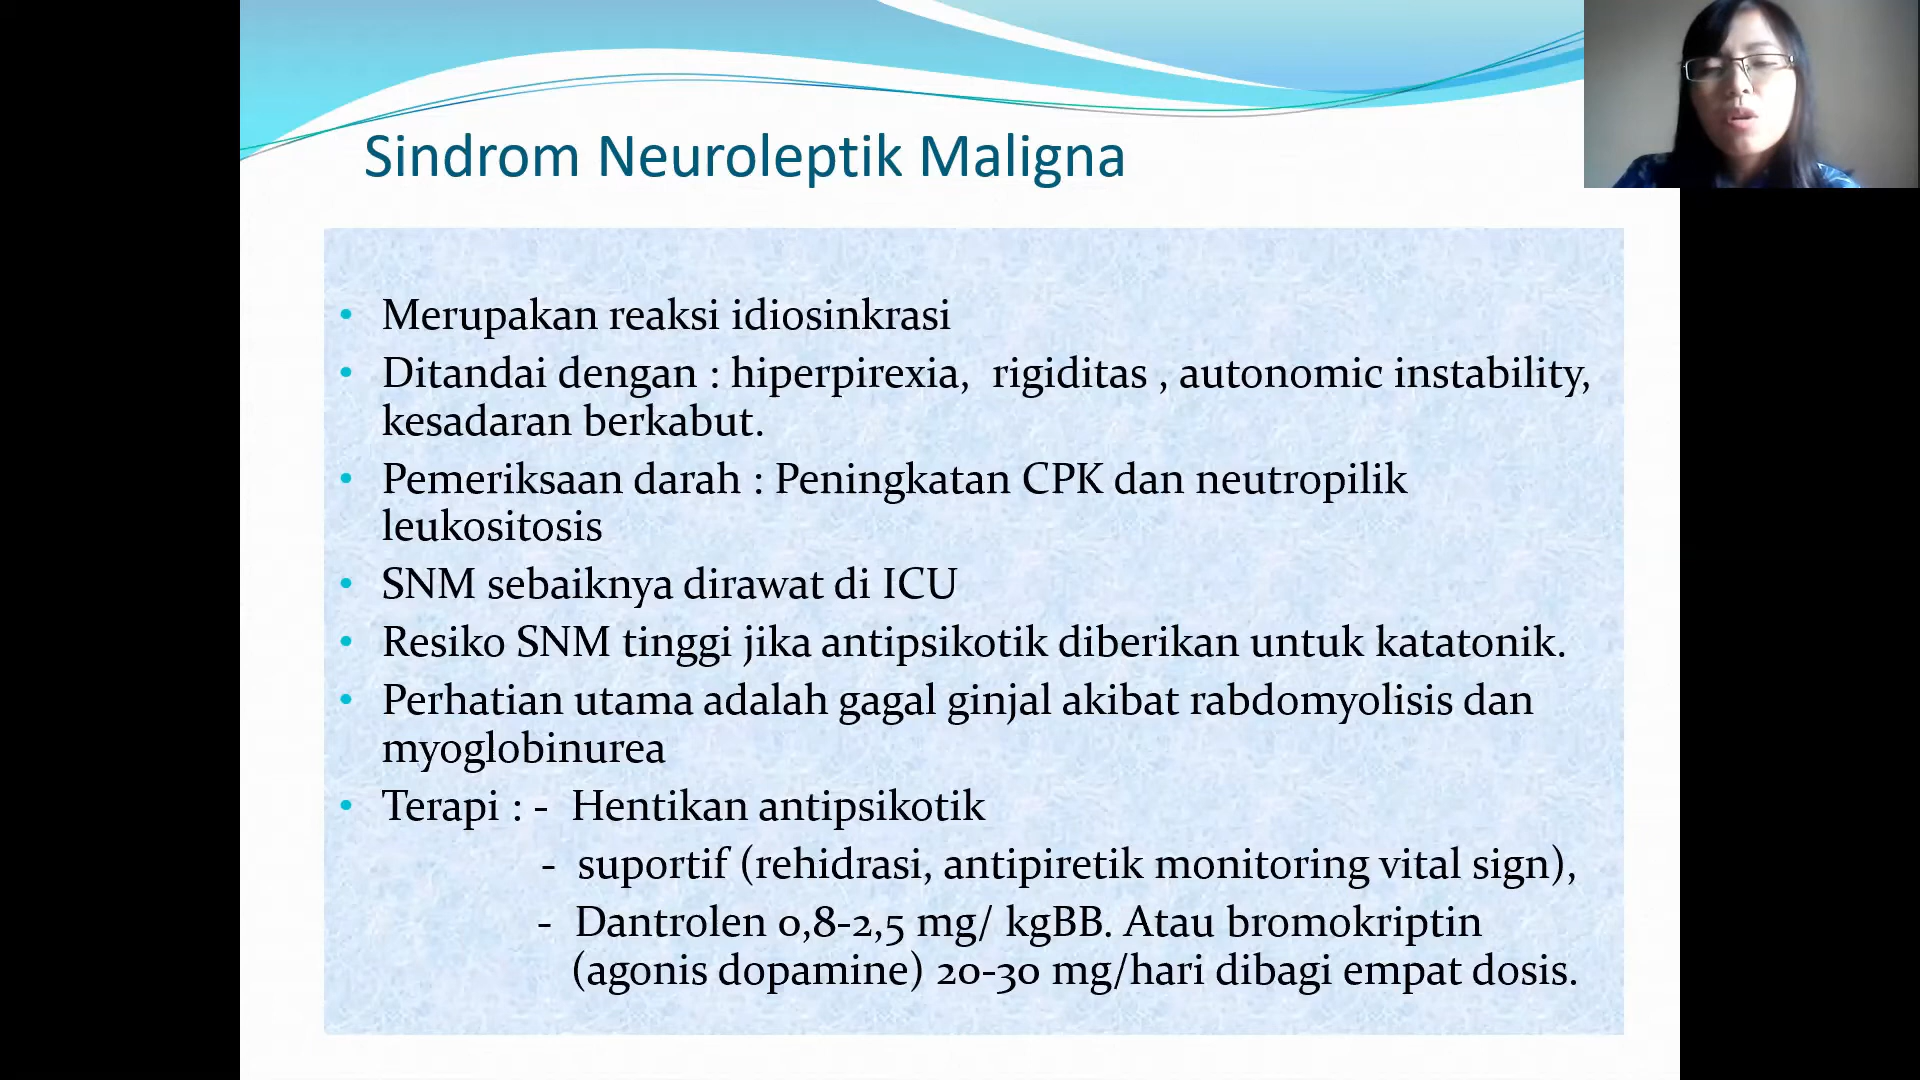 Sindrom Neuroleptik Maligna
• Merupakan reaksi idiosinkrasi
• Ditandai dengan : hiperpirexia, rigiditas , autonomic instability,
kesadaran berkabut.
• Pemeriksaan darah : Peningkatan CPK dan neutropilik
leukositosis
• SNM sebaiknya dirawat di ICU
• Resiko SNM tinggi jika antipsikotik diberikan untuk katatonik.
• Perhatian utama adalah gagal ginjal akibat rabdomyolisis dan
myoglobinurea
• Terapi : - Hentikan antipsikotik
- suportif (rehidrasi, antipiretik monitoring vital sign),
- Dantrolen 0,8-2,5 mg/ kgBB. Atau bromokriptin
(agonis dopamine) 20-30 mg/hari dibagi empat dosis.